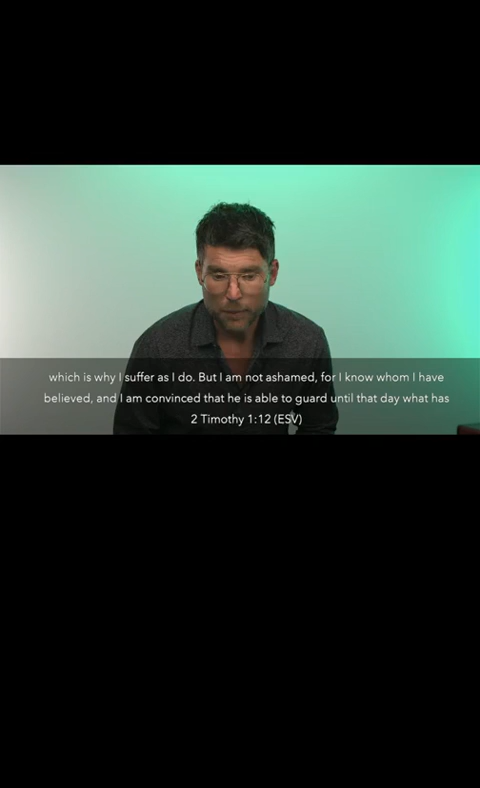 which is why I suffer as I do. But I am not ashamed, for I know whom I have
believed, and I am convinced that he is able to guard until that day what has
2 Timothy 1:12 (ESV)